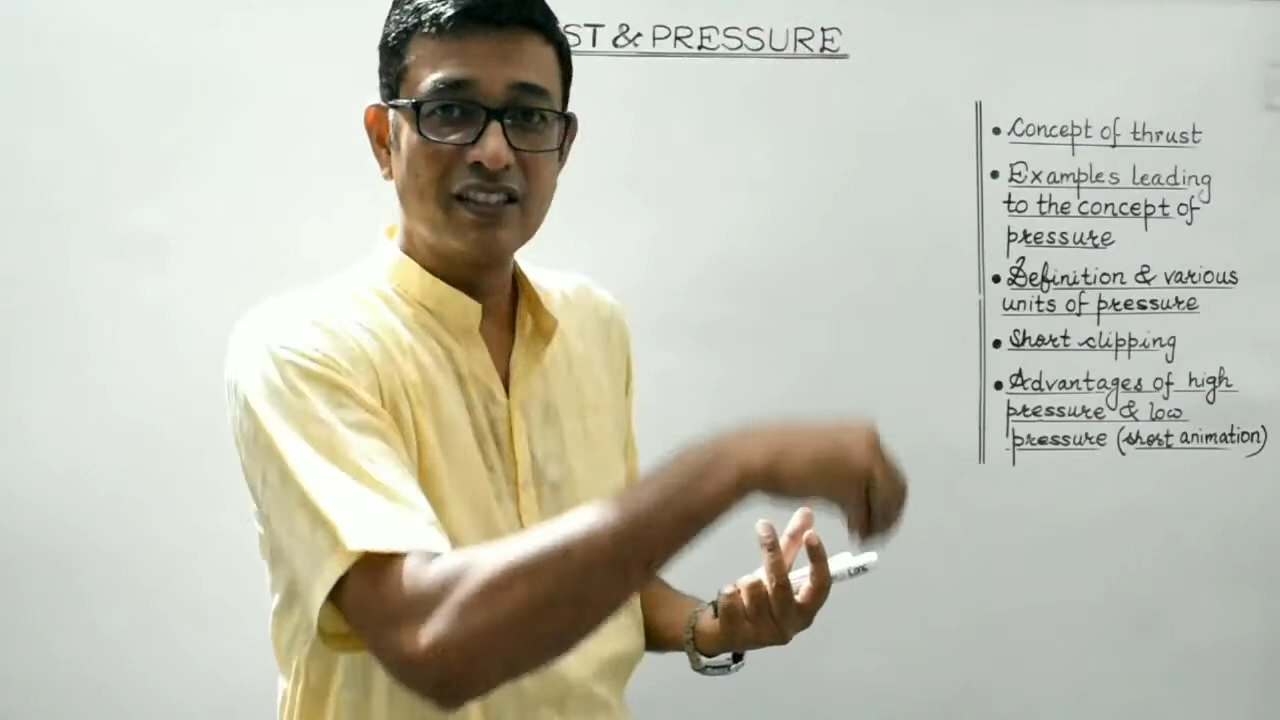 ST & PRESSURE
• Concept of thrust
• Examples leading
to the concept of
pressure
• Definition & various
units of pressure
• Short clipping
• Advantages of high
pressure & low
pressure (short animation)